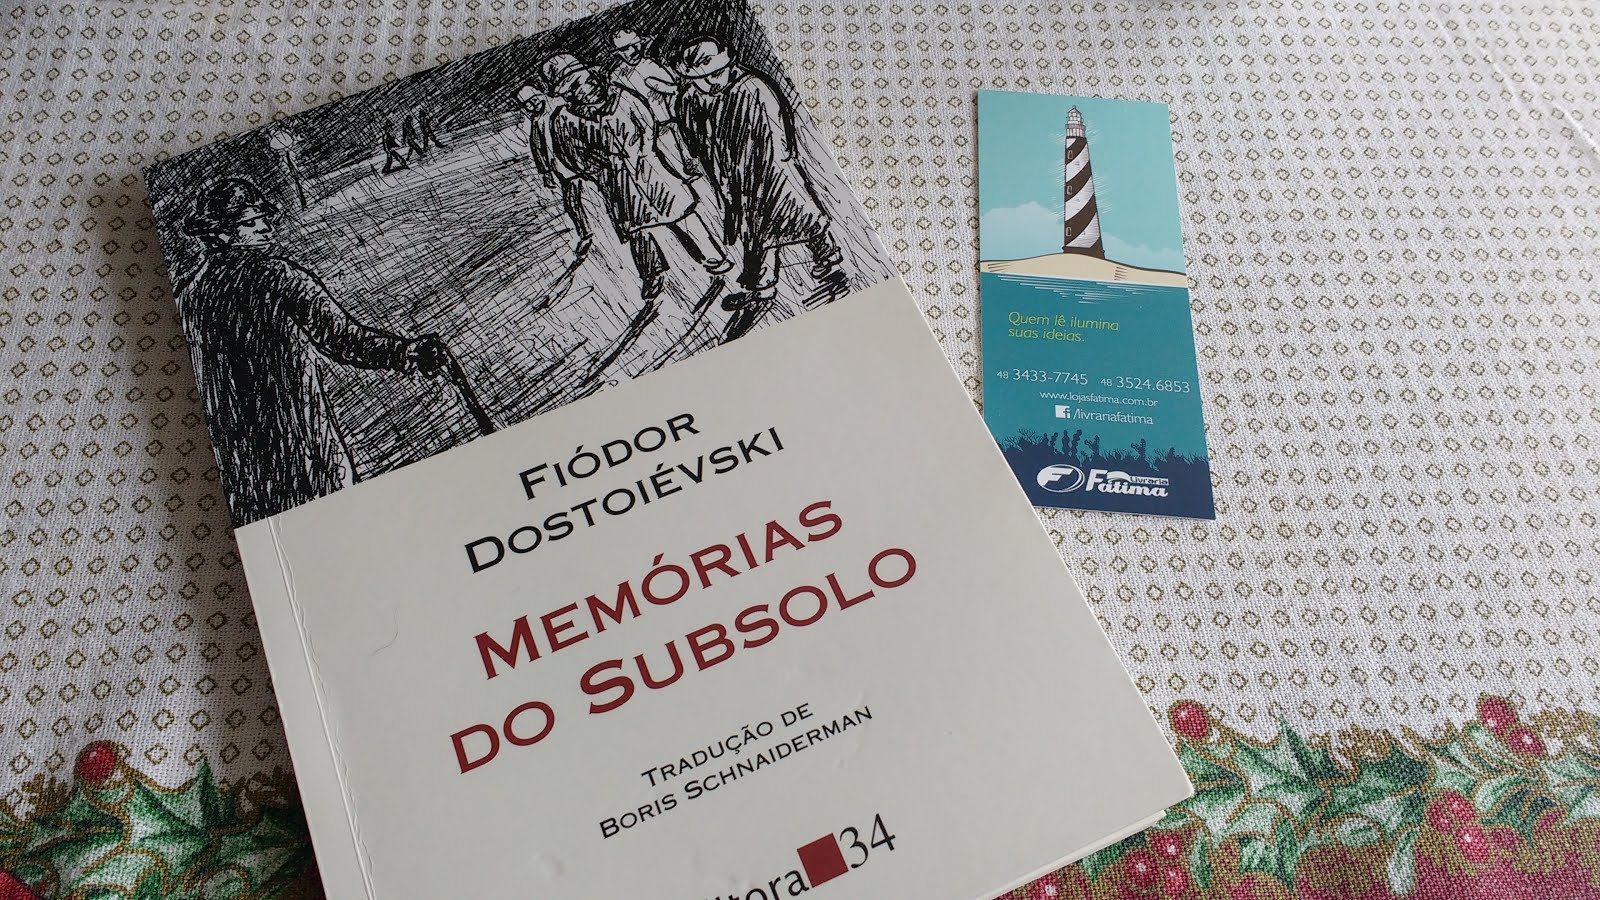 FIÓDOR
DOSTOIÉVSKI
MEMÓRIAS
DO SUBSOLO
TRADUÇÃO DE
BORIS SCHNAIDERMAN
34
Quem lê ilumina
suas ideias.
48 3433-7745 48 3524.6853
www.lojasfatima.com.br
f /livrariafatima
F Livraria
Fátima